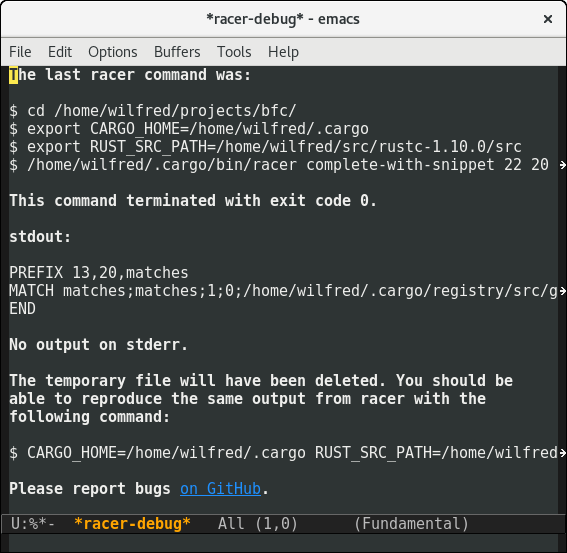 *racer-debug* - emacs ×
File Edit Options Buffers Tools Help
The last racer command was:
$ cd /home/wilfred/projects/bfc/
$ export CARGO_HOME=/home/wilfred/.cargo
$ export RUST_SRC_PATH=/home/wilfred/src/rustc-1.10.0/src
$ /home/wilfred/.cargo/bin/racer complete-with-snippet 22 20
This command terminated with exit code 0.
stdout:
PREFIX 13,20,matches
MATCH matches;matches;1;0;/home/wilfred/.cargo/registry/src/g
END
No output on stderr.
The temporary file will have been deleted. You should be
able to reproduce the same output from racer with the
following command:
$ CARGO_HOME=/home/wilfred/.cargo RUST_SRC_PATH=/home/wilfred
Please report bugs on GitHub.
U:%*-  *racer-debug*   All (1,0)      (Fundamental)